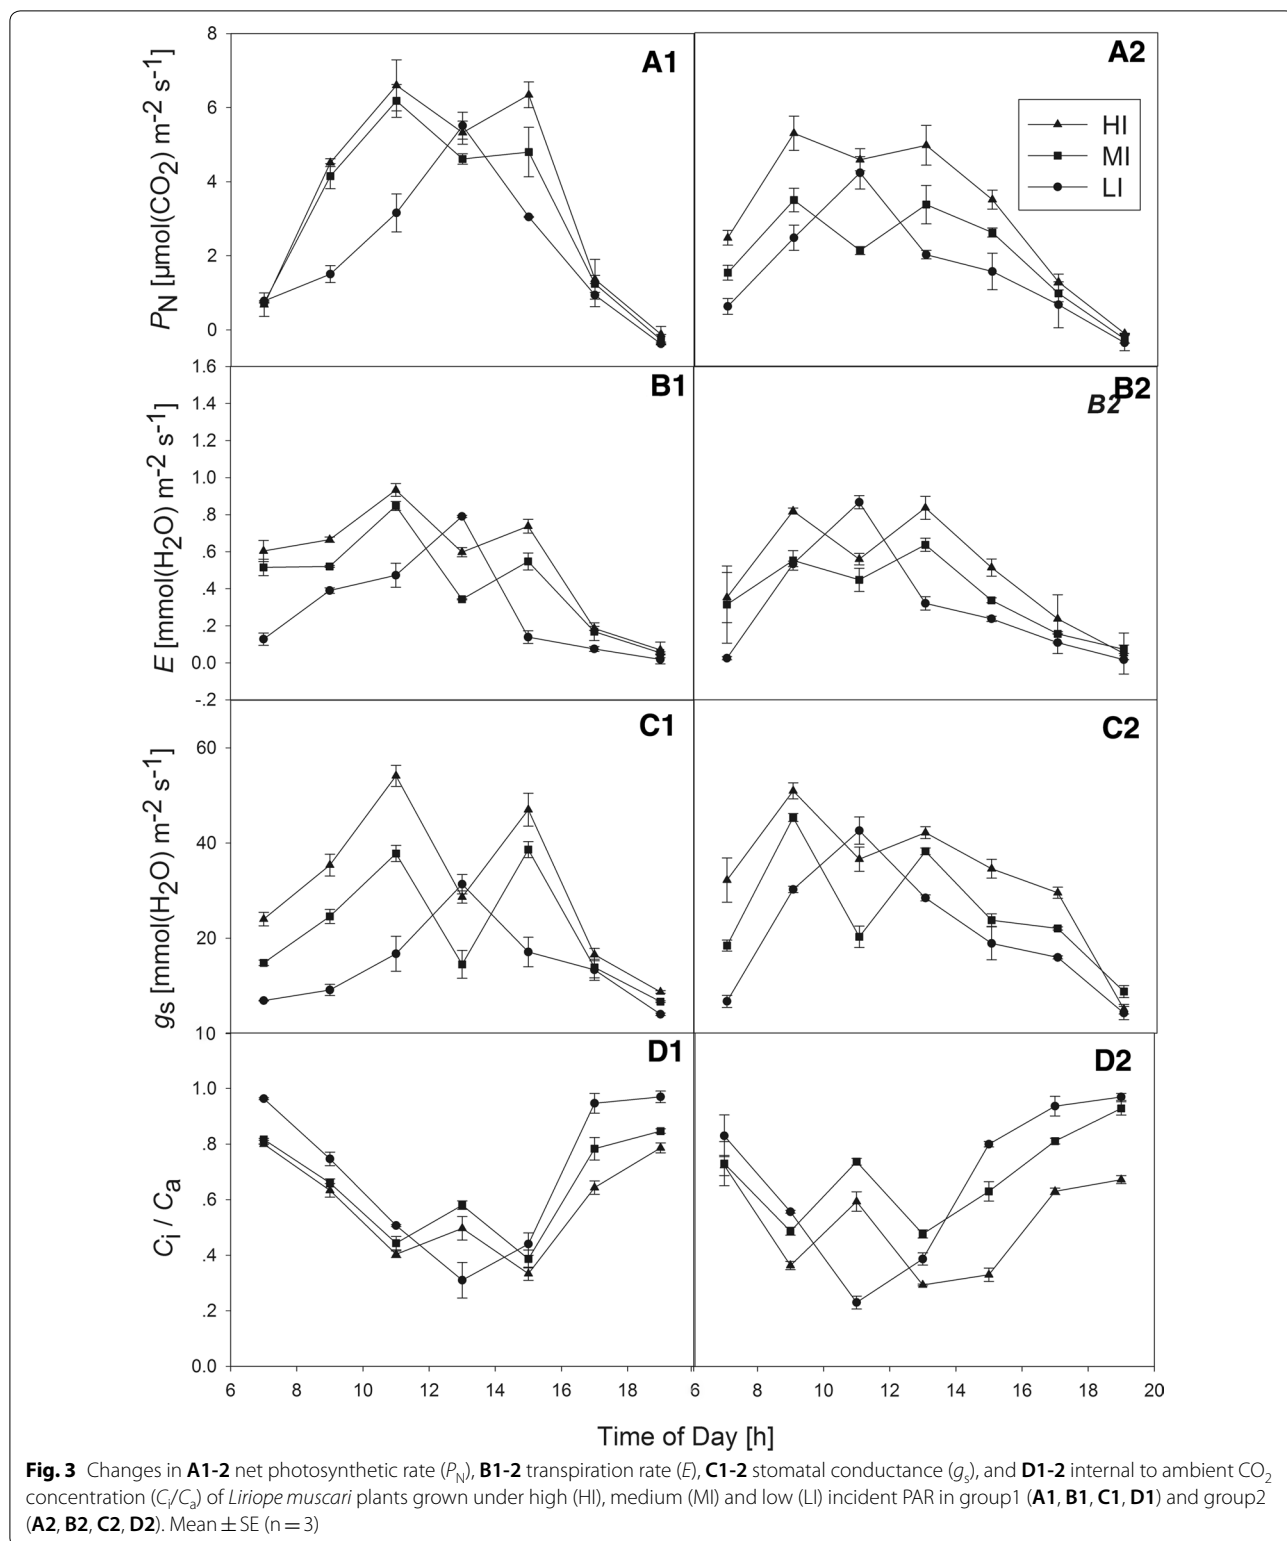 A1
A2
8
6
4
2
0
P_N [µmol(CO2) m-2 s-1]
HI
MI
LI
B1
B2
B2
1.6
1.4
1.2
1.0
.8
.6
.4
.2
0.0
-.2
E [mmol(H2O) m-2 s-1]
C1
C2
60
40
20
10
gs [mmol(H2O) m-2 s-1]
D1
D2
1.0
.8
.6
.4
.2
0.0
Ci / Ca
6 8 10 12 14 16 18 6 8 10 12 14 16 18 20
Time of Day [h]
Fig. 3 Changes in A1-2 net photosynthetic rate (PN), B1-2 transpiration rate (E), C1-2 stomatal conductance (gs), and D1-2 internal to ambient CO2
concentration (Ci/Ca) of Liriope muscari plants grown under high (HI), medium (MI) and low (LI) incident PAR in group1 (A1, B1, C1, D1) and group2
(A2, B2, C2, D2). Mean ± SE (n = 3)